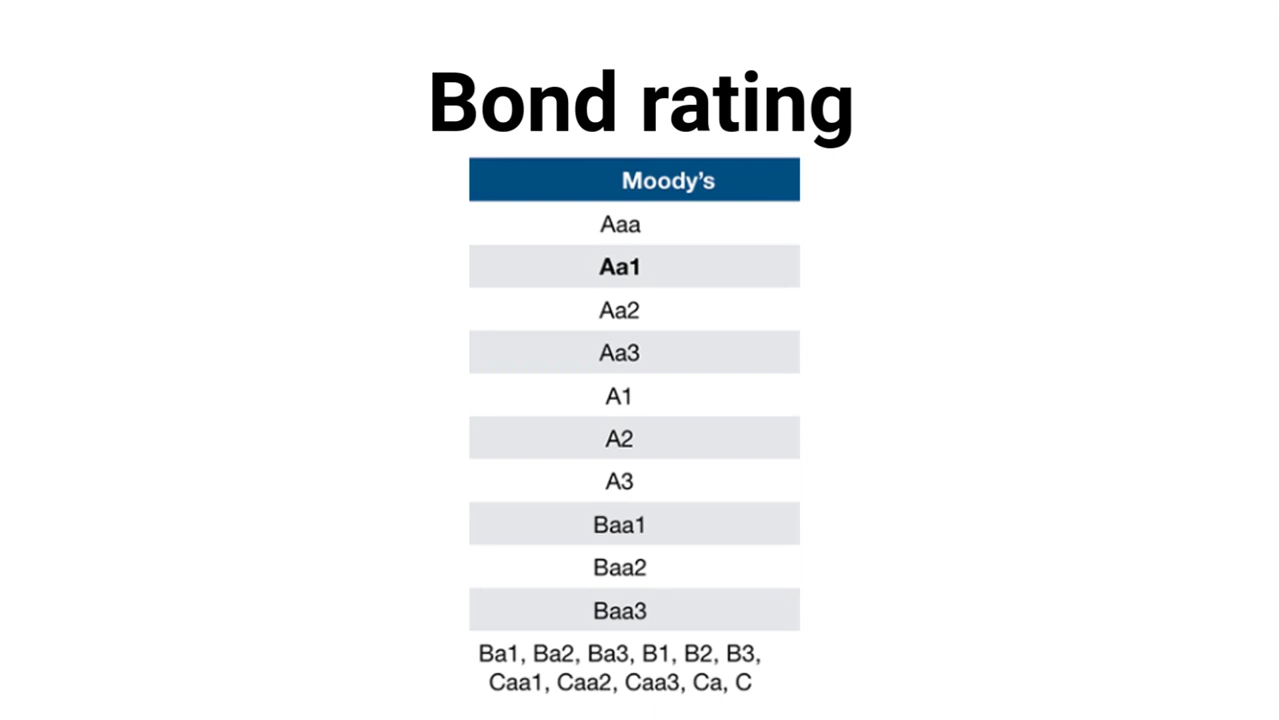 Bond rating
Moody's
Aaa
Aa1
Aa2
Aa3
A1
A2
A3
Baa1
Baa2
Baa3
Ba1, Ba2, Ba3, B1, B2, B3,
Caa1, Caa2, Caa3, Ca, C